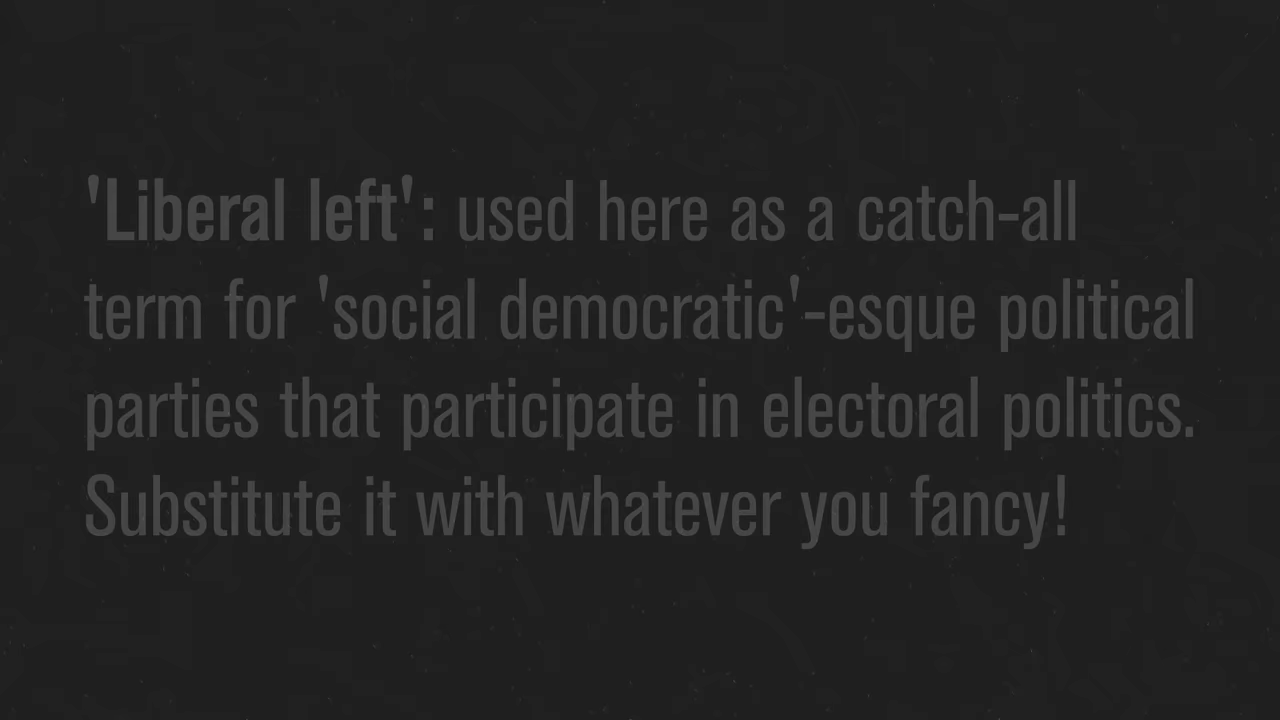 'Liberal left': used here as a catch-all
term for 'social democratic'-esque political
parties that participate in electoral politics.
Substitute it with whatever you fancy!